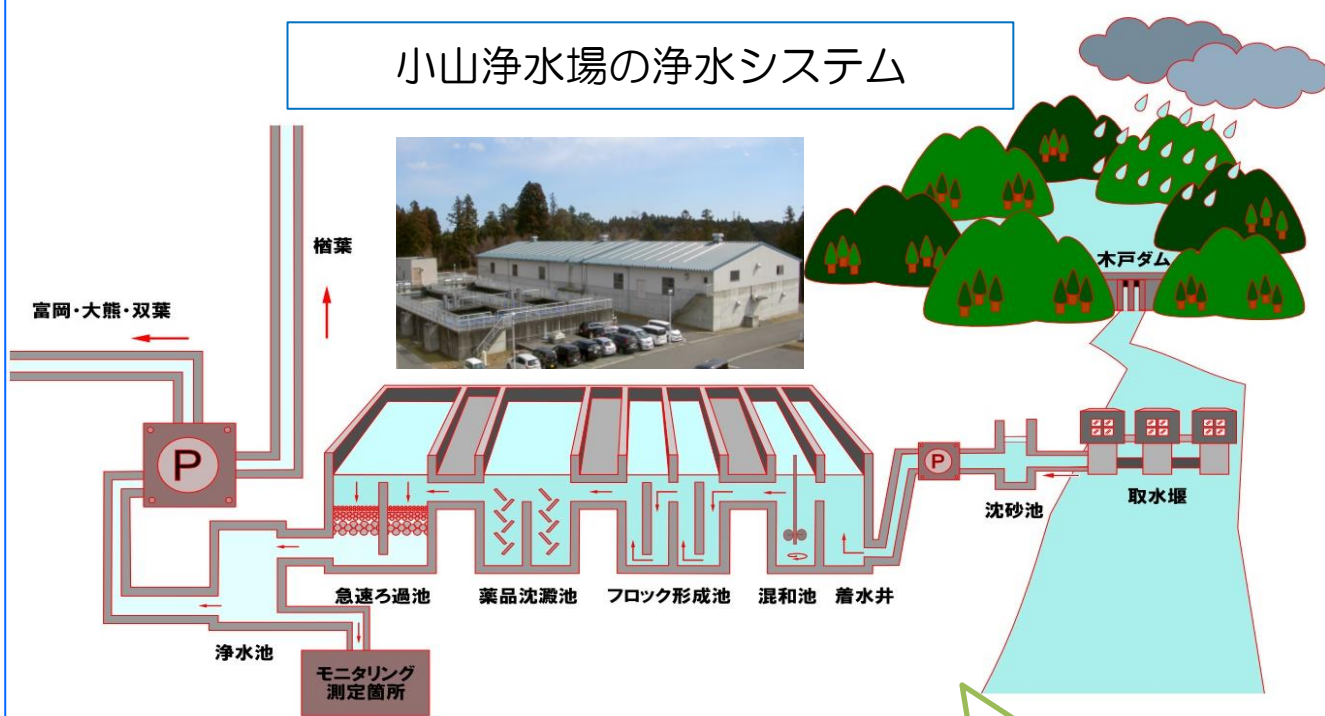 小山浄水場の浄水システム
楢葉
富岡・大熊・双葉
木戸ダム
P
P
取水堰
沈砂池
急速ろ過池
薬品沈澱池
フロック形成池
混和池
着水井
浄水池
モニタリング
測定箇所